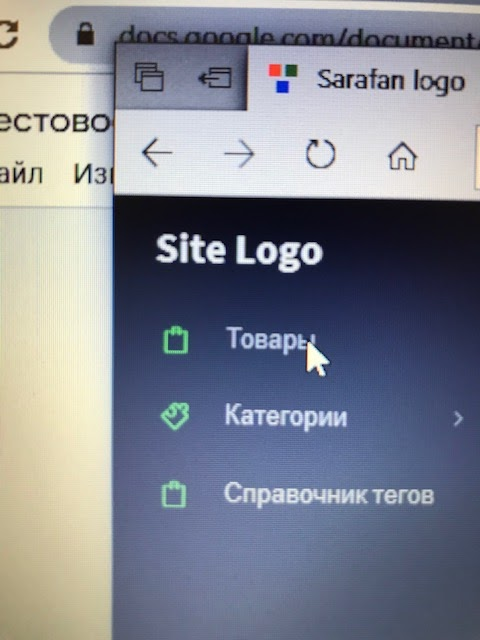 docs.google.com/document/
естово
айл Из
Sarafan logo
Site Logo
Товары
Категории
Справочник тегов